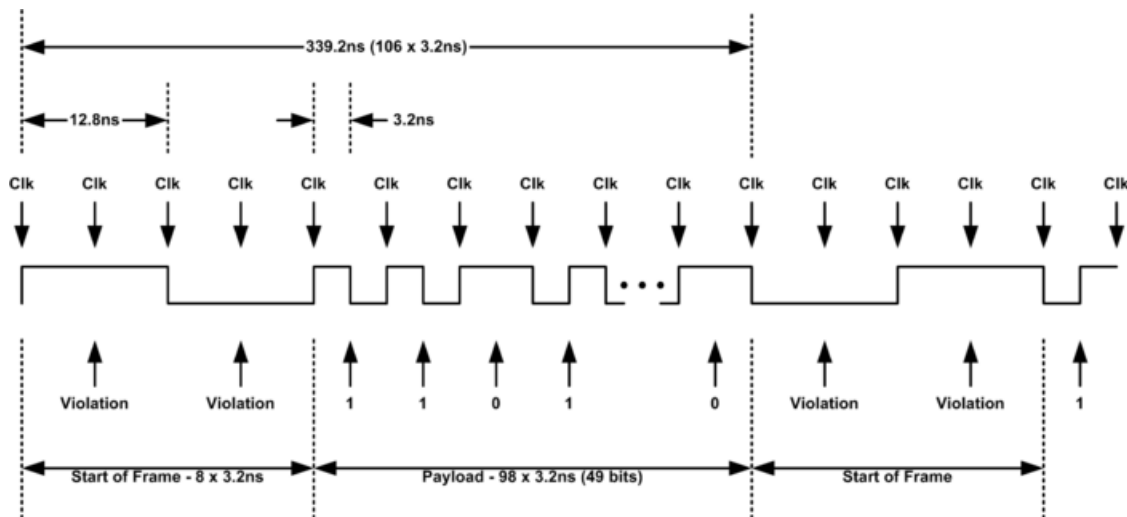 339.2ns (106 x 3.2ns)
12.8ns 3.2ns
Clk Clk Clk Clk Clk Clk Clk Clk Clk Clk Clk Clk Clk Clk Clk Clk
Violation Violation 1 1 0 1 0 Violation Violation 1
Start of Frame - 8 x 3.2ns Payload - 98 x 3.2ns (49 bits) Start of Frame